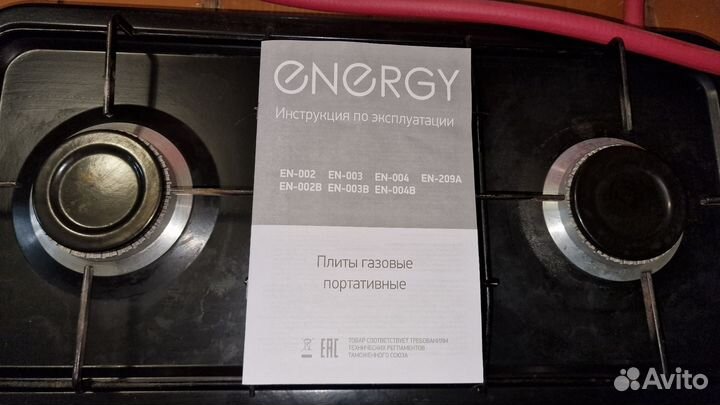 eNeRGY
Инструкция по эксплуатации
EN-002 EN-003 EN-004 EN-209A
EN-002B EN-003B EN-004B
Плиты газовые
портативные
EAC
ТОВАР СООТВЕТСТВУЕТ ТРЕБОВАНИЯМ
ТЕХНИЧЕСКИХ РЕГЛАМЕНТОВ
ТАМОЖЕННОГО СОЮЗА
Avito